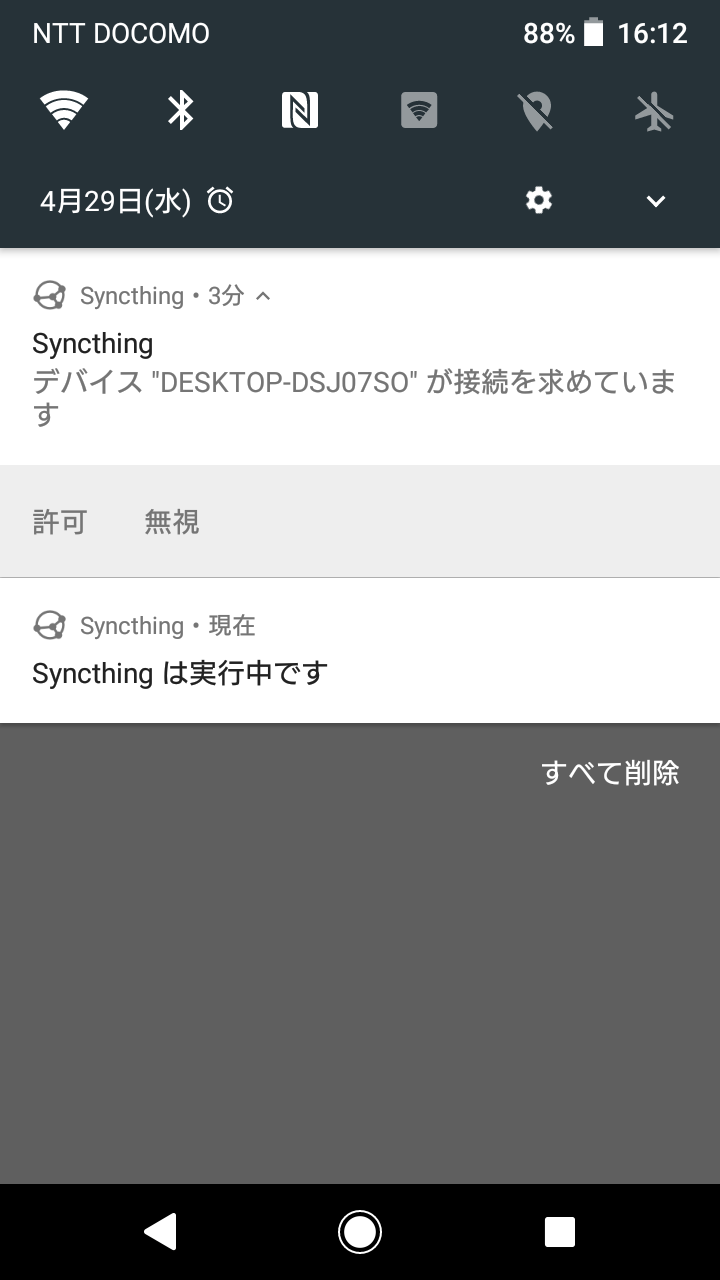 NTT DOCOMO 88% 16:12
4月29日(水)
Syncthing • 3分
Syncthing
デバイス "DESKTOP-DSJ07SO" が接続を求めていま
す
許可 無視
Syncthing • 現在
Syncthing は実行中です
すべて削除